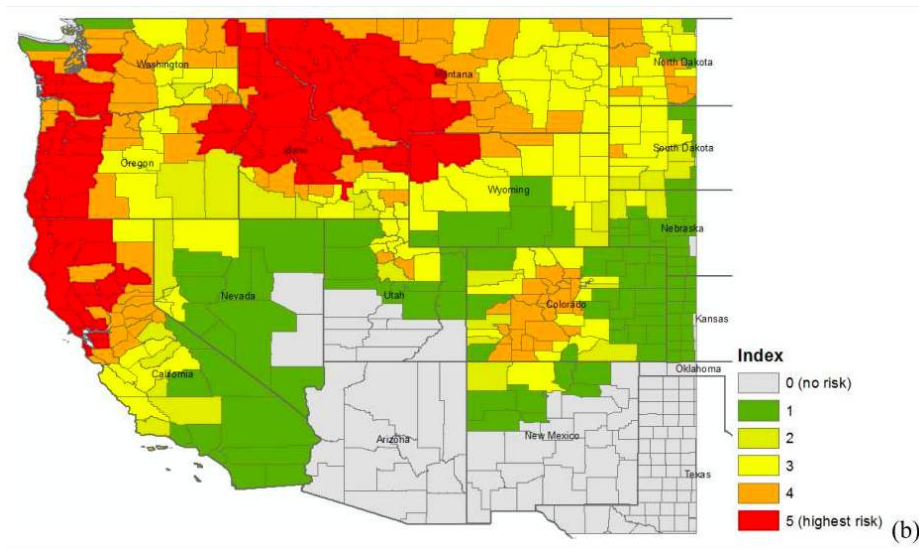 Washington
Montana
North Dakota
Idaho
Oregon
South Dakota
Wyoming
Nebraska
Nevada
Utah
Colorado
Kansas
California
Oklahoma
Arizona
New Mexico
Texas
Index
0 (no risk)
1
2
3
4
5 (highest risk)
(b)